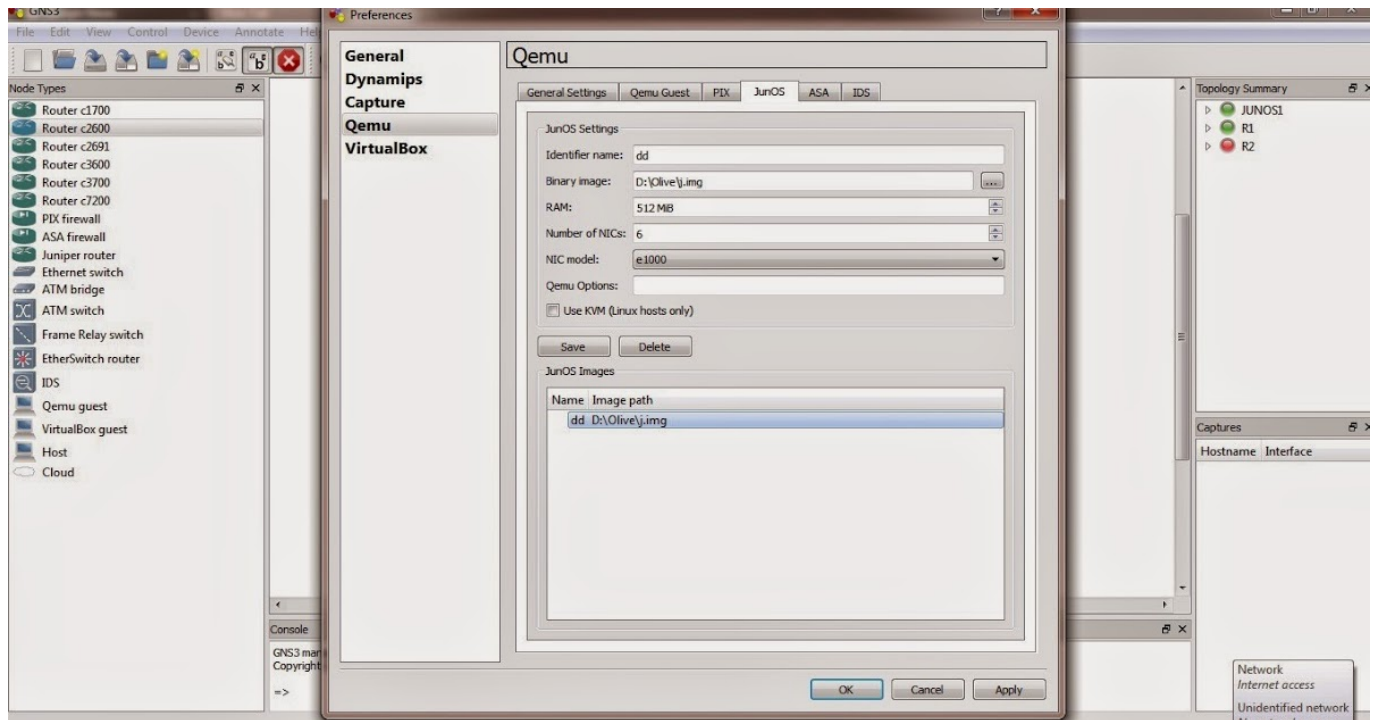 GNS3
Preferences
File Edit View Control Device Annotate Hel
Node Types
Router c1700
Router c2600
Router c2691
Router c3600
Router c3700
Router c7200
PIX firewall
ASA firewall
Juniper router
Ethernet switch
ATM bridge
ATM switch
Frame Relay switch
EtherSwitch router
IDS
Qemu guest
VirtualBox guest
Host
Cloud
Console
GNS3 man
Copyright
=>
General
Dynamips
Capture
Qemu
VirtualBox
Qemu
General Settings Qemu Guest PIX JunOS ASA IDS
JunOS Settings
Identifier name: dd
Binary image: D:\Olive\j.img ...
RAM: 512 MiB
Number of NICs: 6
NIC model: e1000
Qemu Options:
Use KVM (Linux hosts only)
Save Delete
JunOS Images
Name Image path
dd D:\Olive\j.img
OK Cancel Apply
Topology Summary
JUNOS1
R1
R2
Captures
Hostname Interface
Network
Internet access
Unidentified network